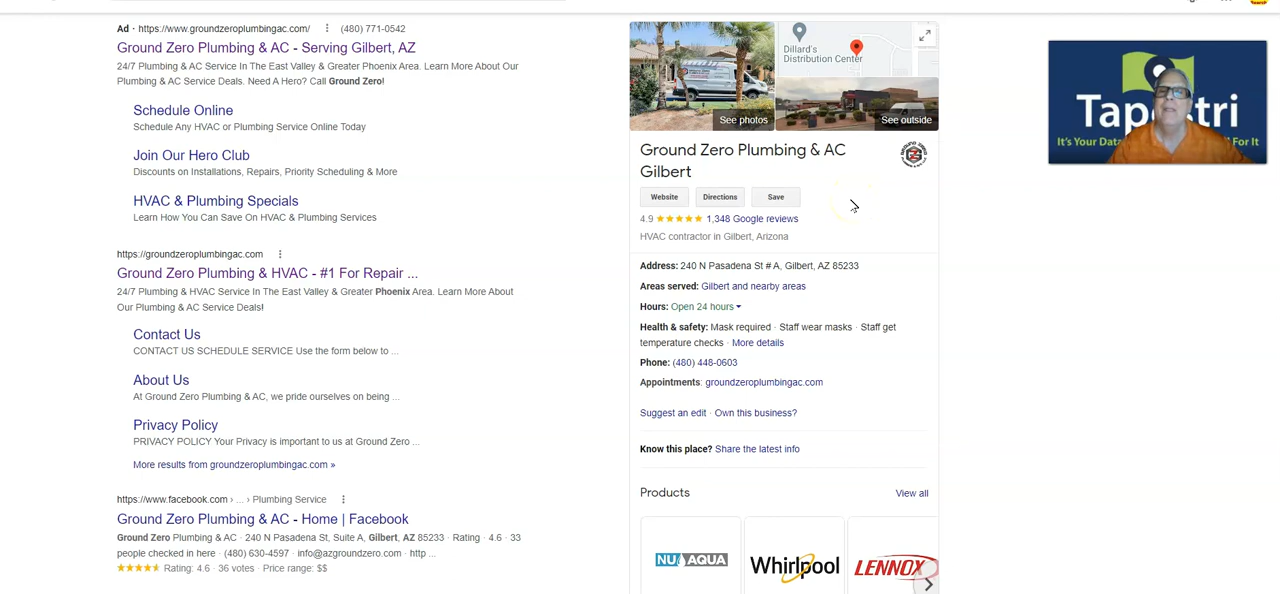 Ad · https://www.groundzeroplumbingac.com/ (480) 771-0542
Ground Zero Plumbing & AC - Serving Gilbert, AZ
24/7 Plumbing & AC Service In The East Valley & Greater Phoenix Area. Learn More About Our
Plumbing & AC Service Deals. Need A Hero? Call Ground Zero!
Schedule Online
Schedule Any HVAC or Plumbing Service Online Today
Join Our Hero Club
Discounts on Installations, Repairs, Priority Scheduling & More
HVAC & Plumbing Specials
Learn How You Can Save On HVAC & Plumbing Services
https://groundzeroplumbingac.com
Ground Zero Plumbing & HVAC - #1 For Repair ...
24/7 Plumbing & HVAC Service In The East Valley & Greater Phoenix Area. Learn More About
Our Plumbing & AC Service Deals!
Contact Us
CONTACT US SCHEDULE SERVICE Use the form below to ...
About Us
At Ground Zero Plumbing & AC, we pride ourselves on being ...
Privacy Policy
PRIVACY POLICY Your Privacy is important to us at Ground Zero ...
More results from groundzeroplumbingac.com »
https://www.facebook.com › ... › Plumbing Service
Ground Zero Plumbing & AC - Home | Facebook
Ground Zero Plumbing & AC · 240 N Pasadena St, Suite A, Gilbert, AZ 85233 · Rating · 4.6 · 33
people checked in here · (480) 630-4597 · info@azgroundzero.com · http ...
Rating: 4.6 · 36 votes · Price range: $$
Dillard's
Distribution Center
See photos
See outside
Ground Zero Plumbing & AC
Gilbert
Website Directions Save
4.9 1,348 Google reviews
HVAC contractor in Gilbert, Arizona
Address: 240 N Pasadena St # A, Gilbert, AZ 85233
Areas served: Gilbert and nearby areas
Hours: Open 24 hours
Health & safety: Mask required · Staff wear masks · Staff get
temperature checks · More details
Phone: (480) 448-0603
Appointments: groundzeroplumbingac.com
Suggest an edit · Own this business?
Know this place? Share the latest info
Products
View all
NU AQUA
Whirlpool
LENNOX
It's Your Data For It